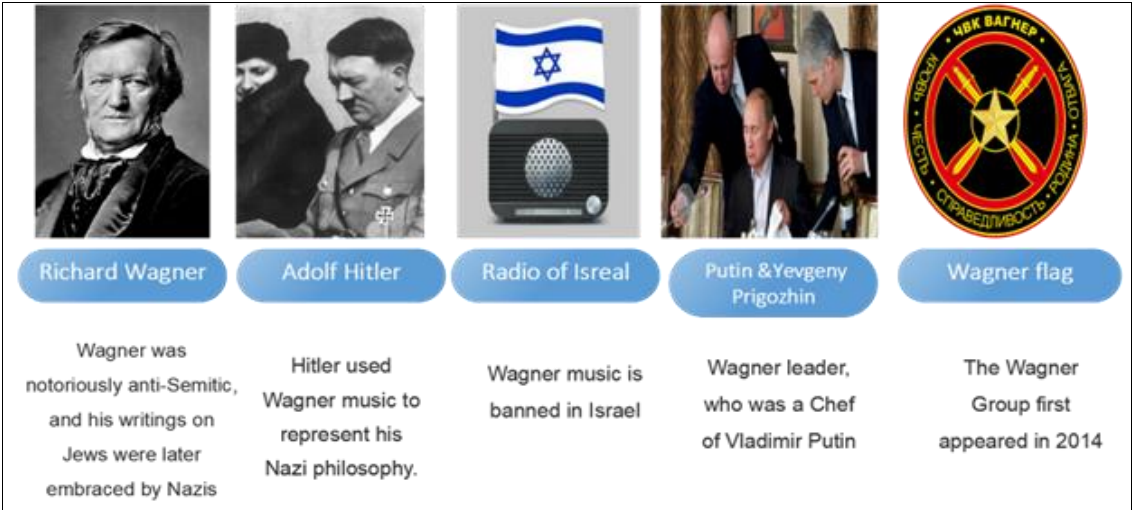 ЧВК ВАГНЕР
КРОВЬ • ЧЕСТЬ • СПРАВЕДЛИВОСТЬ • РОДИНА • ОТВАГА
Richard Wagner
Adolf Hitler
Radio of Isreal
Putin &Yevgeny
Prigozhin
Wagner flag
Wagner was
notoriously anti-Semitic,
and his writings on
Jews were later
embraced by Nazis
Hitler used
Wagner music to
represent his
Nazi philosophy.
Wagner music is
banned in Israel
Wagner leader,
who was a Chef
of Vladimir Putin
The Wagner
Group first
appeared in 2014